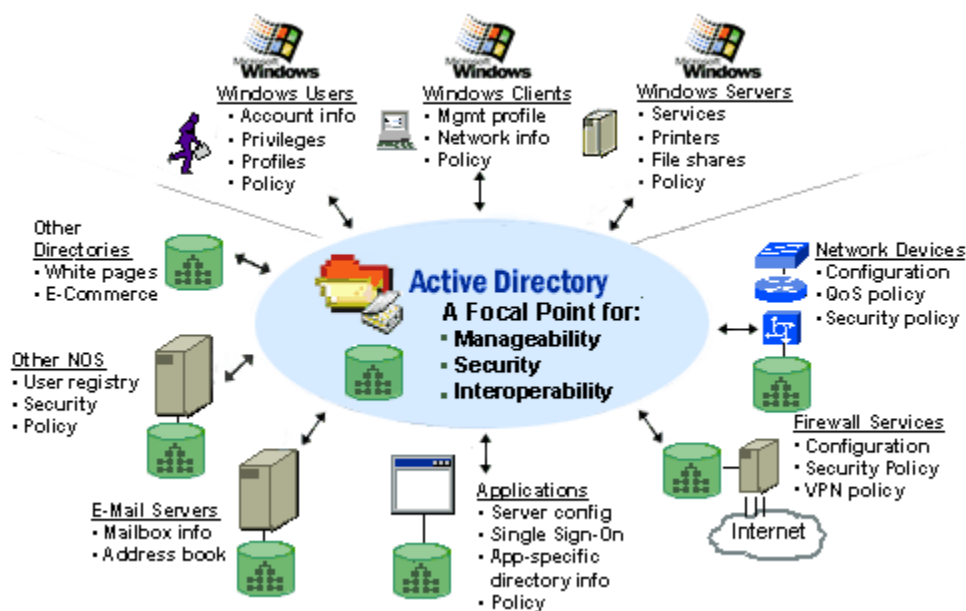 Microsoft
Windows
Windows Users
• Account info
• Privileges
• Profiles
• Policy
Microsoft
Windows
Windows Clients
• Mgmt profile
• Network info
• Policy
Microsoft
Windows
Windows Servers
• Services
• Printers
• File shares
• Policy
Other
Directories
• White pages
• E-Commerce
Active Directory
A Focal Point for:
▪ Manageability
▪ Security
▪ Interoperability
Network Devices
• Configuration
• QoS policy
• Security policy
Other NOS
• User registry
• Security
• Policy
Firewall Services
• Configuration
• Security Policy
• VPN policy
Internet
E-Mail Servers
• Mailbox info
• Address book
Applications
• Server config
• Single Sign-On
• App-specific
directory info
• Policy